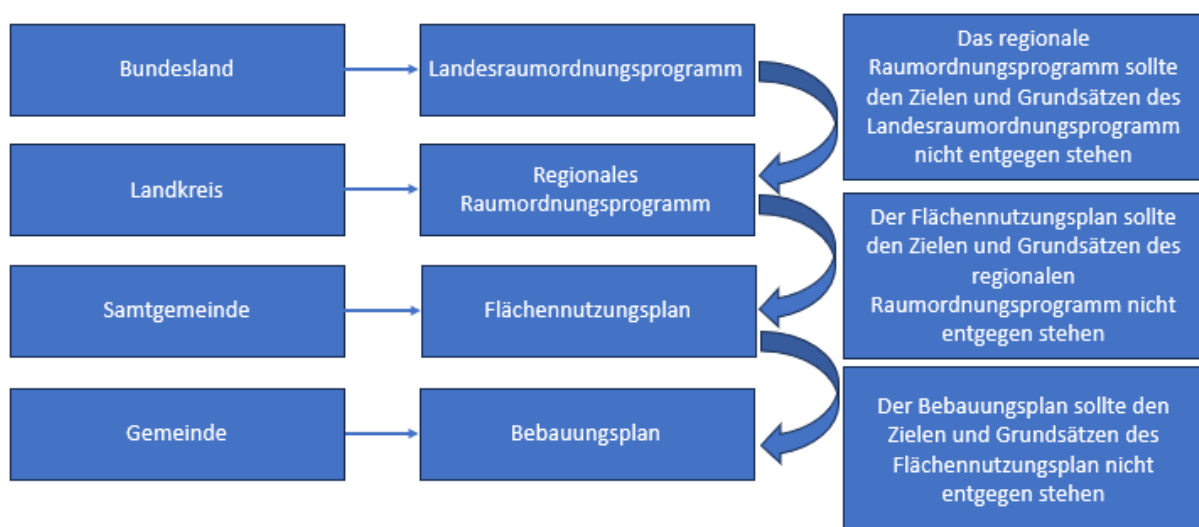 Bundesland
Landesraumordnungsprogramm
Das regionale
Raumordnungsprogramm sollte
den Zielen und Grundsätzen des
Landesraumordnungsprogramm
nicht entgegen stehen
Landkreis
Regionales
Raumordnungsprogramm
Der Flächennutzungsplan sollte
den Zielen und Grundsätzen des
regionalen
Raumordnungsprogramm nicht
entgegen stehen
Samtgemeinde
Flächennutzungsplan
Gemeinde
Bebauungsplan
Der Bebauungsplan sollte den
Zielen und Grundsätzen des
Flächennutzungsplan nicht
entgegen stehen